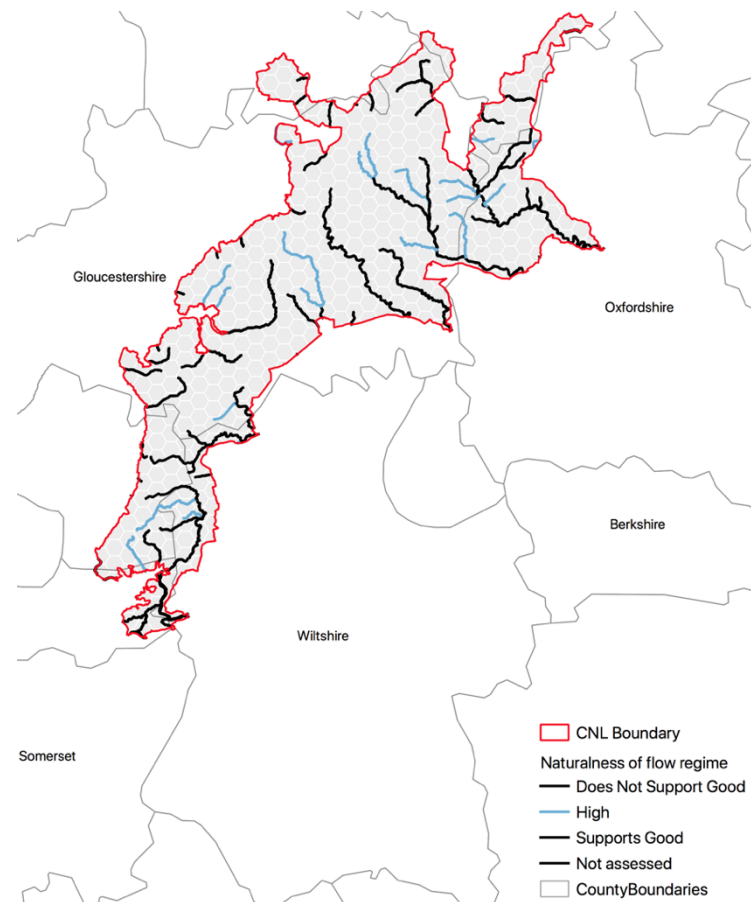 Gloucestershire
Oxfordshire
Berkshire
Wiltshire
Somerset
CNL Boundary
Naturalness of flow regime
Does Not Support Good
High
Supports Good
Not assessed
CountyBoundaries